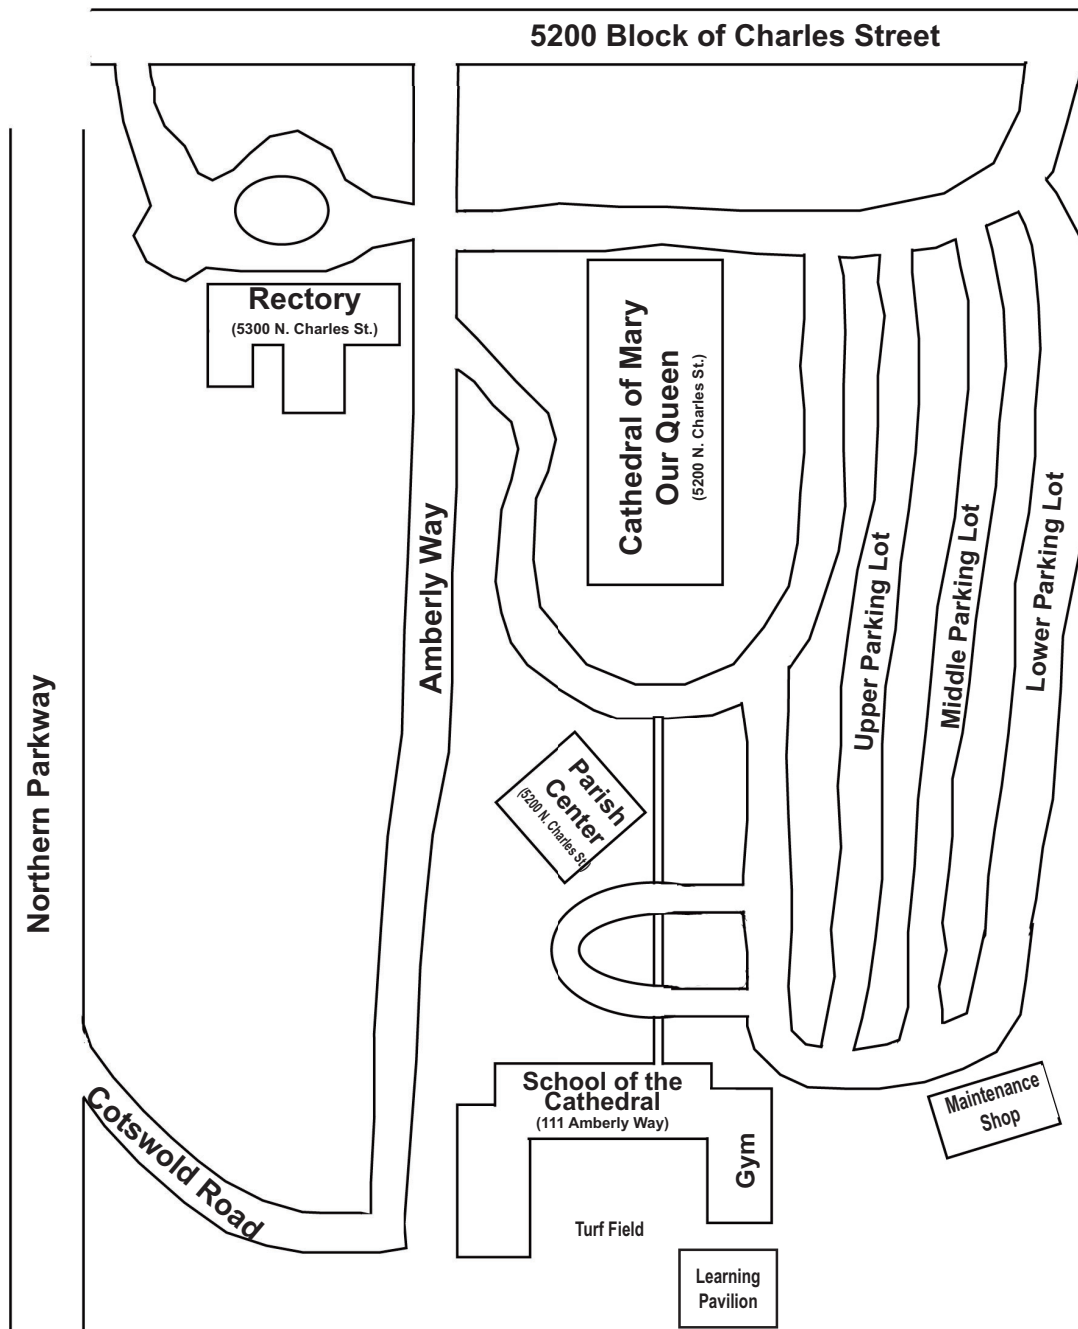 5200 Block of Charles Street
Rectory
(5300 N. Charles St.)
Cathedral of Mary
Our Queen
(5200 N. Charles St.)
Amberly Way
Upper Parking Lot
Middle Parking Lot
Lower Parking Lot
Northern Parkway
Parish
Center
(5200 N. Charles St.)
School of the
Cathedral
(111 Amberly Way)
Gym
Maintenance
Shop
Cotswold Road
Turf Field
Learning
Pavilion